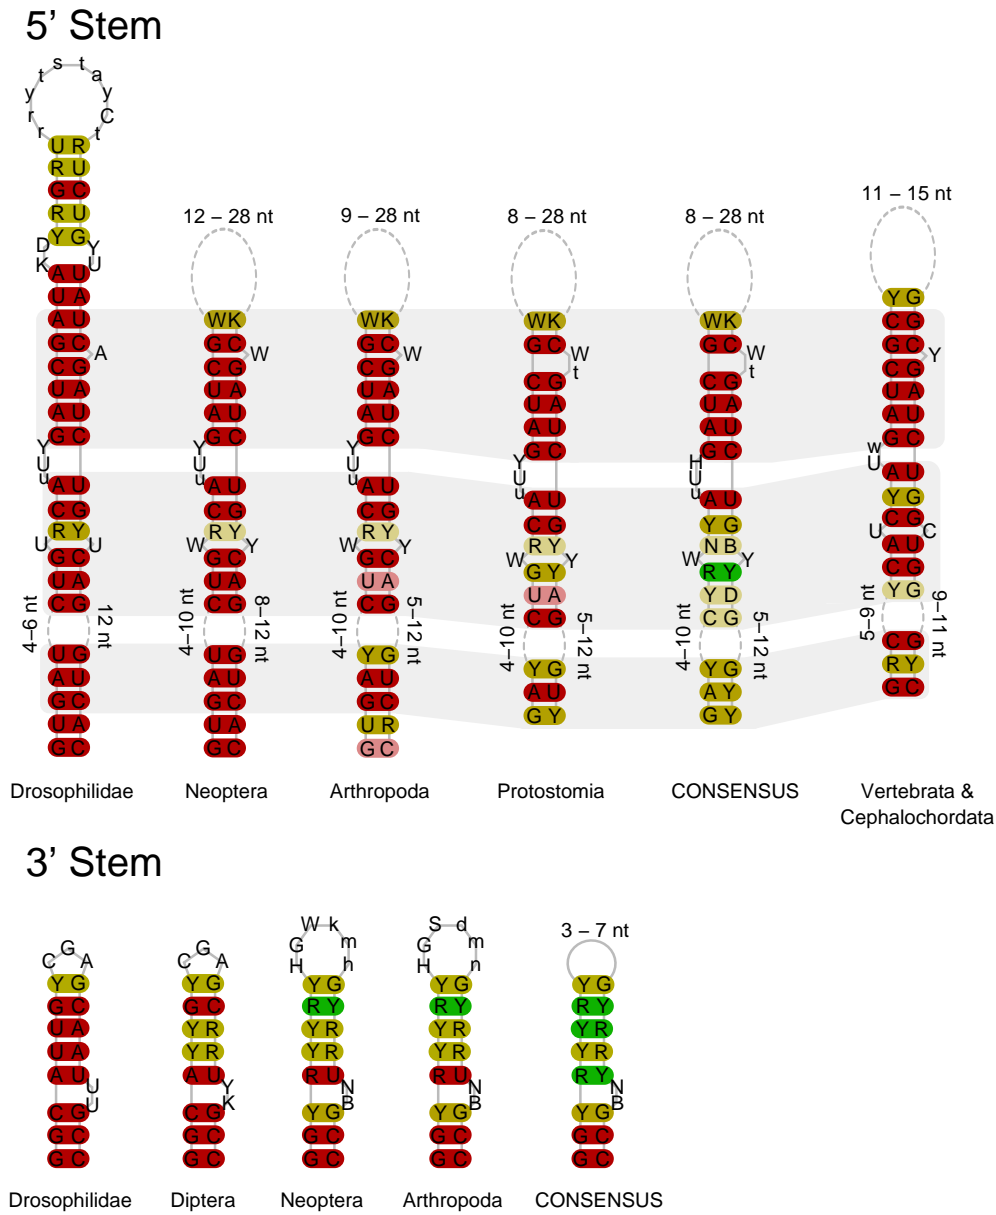 5’ Stem
r r y t s t a y C t
U R
R U
G C
R U
Y G
D Y
K U
A U
U A
A U
G C
A
C G
U A
A U
G C
Y
U
u
A U
C G
R Y
U U
G C
U A
C G
4–6 nt 12 nt
U G
A U
G C
U A
G C
Drosophilidae
12 – 28 nt
W K
G C
W
C G
U A
A U
G C
Y
U
u
A U
C G
R Y
W Y
G C
U A
C G
4–10 nt 8–12 nt
U G
A U
G C
U A
G C
Neoptera
9 – 28 nt
W K
G C
W
C G
U A
A U
G C
Y
U
u
A U
C G
R Y
W Y
G C
U A
C G
4–10 nt 5–12 nt
Y G
A U
G C
U R
G C
Arthropoda
8 – 28 nt
W K
G C
W
t
C G
U A
A U
G C
Y
U
u
A U
C G
R Y
W Y
G Y
U A
C G
4–10 nt 5–12 nt
Y G
A U
G Y
Protostomia
8 – 28 nt
W K
G C
W
t
C G
U A
A U
G C
H
U
u
A U
Y G
N B
W Y
R Y
Y D
C G
4–10 nt 5–12 nt
Y G
A Y
G Y
CONSENSUS
11 – 15 nt
Y G
C G
G C
Y
C G
U A
A U
G C
w
U
A U
Y G
C G
U C
A U
C G
Y G
5–9 nt 9–11 nt
C G
R Y
G C
Vertebrata &
Cephalochordata
3’ Stem
C G A
Y G
G C
U A
U A
A U
U
U
C G
G C
G C
Drosophilidae
C G A
Y G
G C
Y R
Y R
A U
Y
K
C G
G C
G C
Diptera
H G W k m h
Y G
R Y
Y R
Y R
R U
N
B
Y G
G C
G C
Neoptera
H G S d m n
Y G
R Y
Y R
Y R
R U
N
B
Y G
G C
G C
Arthropoda
3 – 7 nt
Y G
R Y
Y R
Y R
R Y
N
B
Y G
G C
G C
CONSENSUS